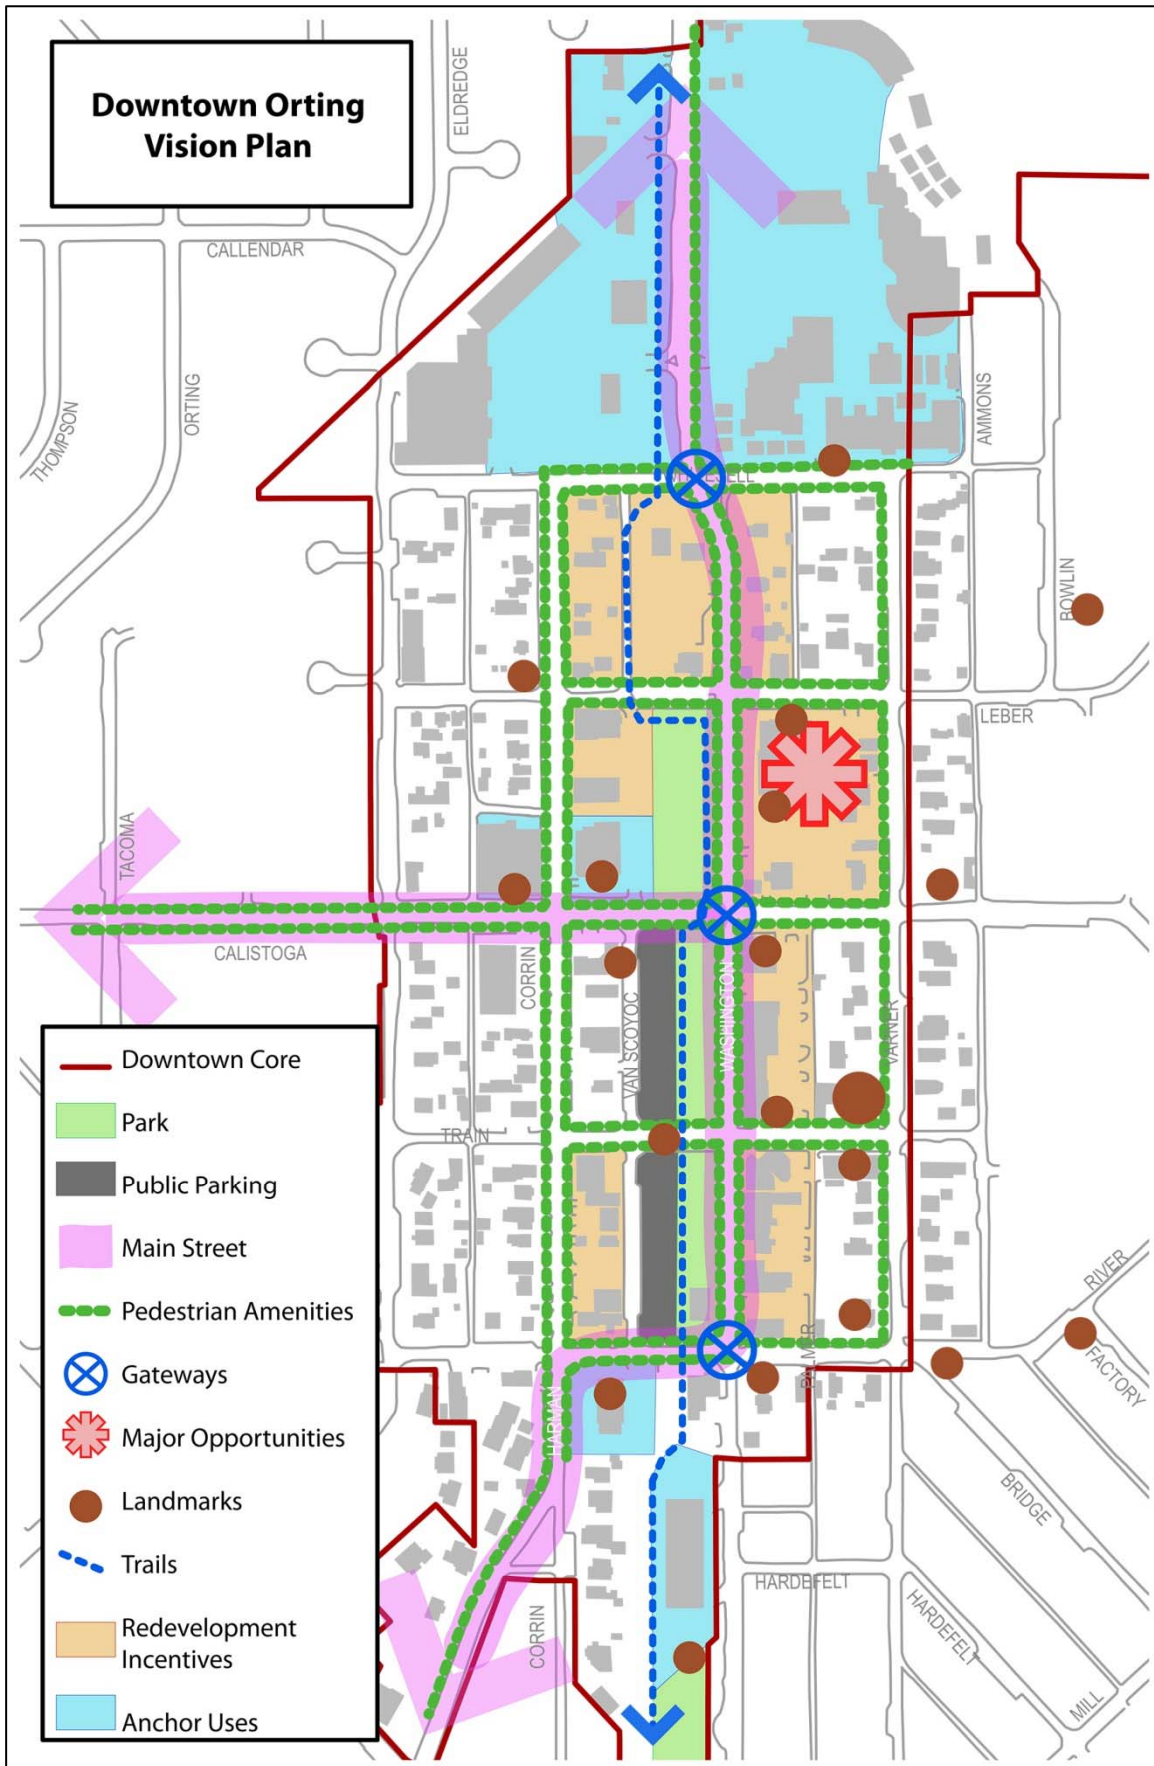 Downtown Orting
Vision Plan
ELDREDGE
CALLENDAR
THOMPSON
ORTING
AMMONS
BOWLIN
LEBER
TACOMA
CALISTOGA
CORRIN
VAN SCOYOC
WASHINGTON
VARNER
TRAIN
PALMER
HARMAN
RIVER
FACTORY
BRIDGE
HARDEFELT
HARDEFELT
CORRIN
MILL
Downtown Core
Park
Public Parking
Main Street
Pedestrian Amenities
Gateways
Major Opportunities
Landmarks
Trails
Redevelopment
Incentives
Anchor Uses